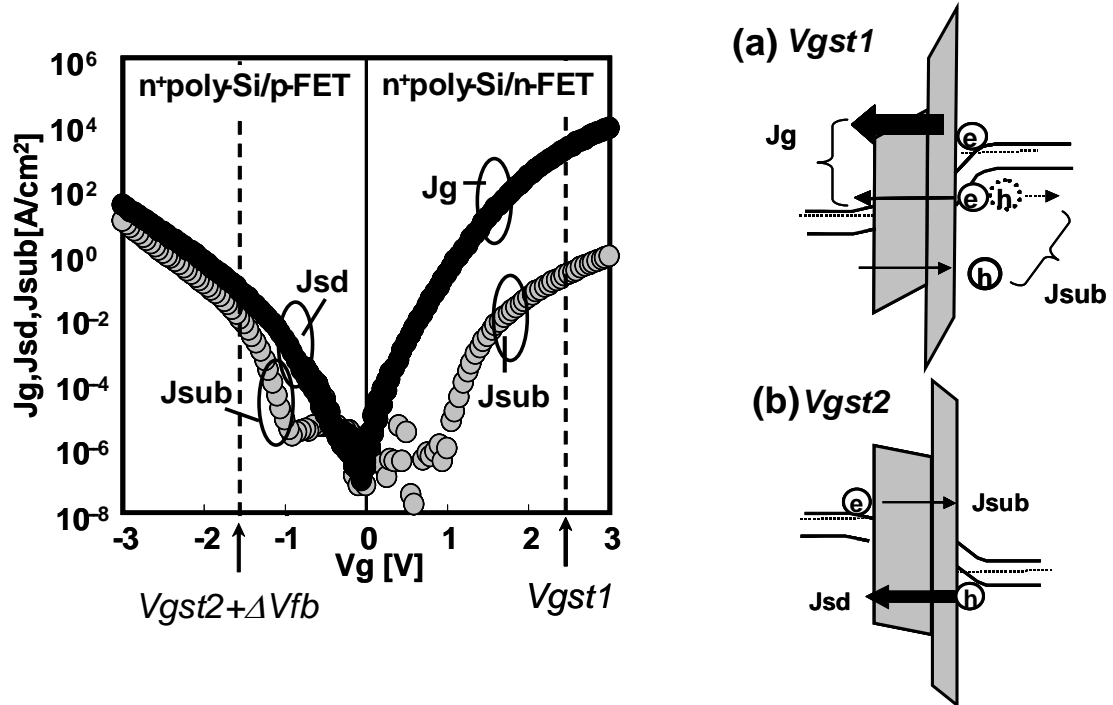 Jg,Jsd,Jsub[A/cm²]
10⁶
10⁴
10²
10⁰
10⁻²
10⁻⁴
10⁻⁶
10⁻⁸
n⁺poly-Si/p-FET
n⁺poly-Si/n-FET
Jg
Jsd
Jsub
Jsub
-3
-2
-1
0
1
2
3
Vg [V]
Vgst2+ΔVfb
Vgst1
(a) Vgst1
Jg
e
e
h
h
Jsub
(b) Vgst2
e
Jsub
Jsd
h